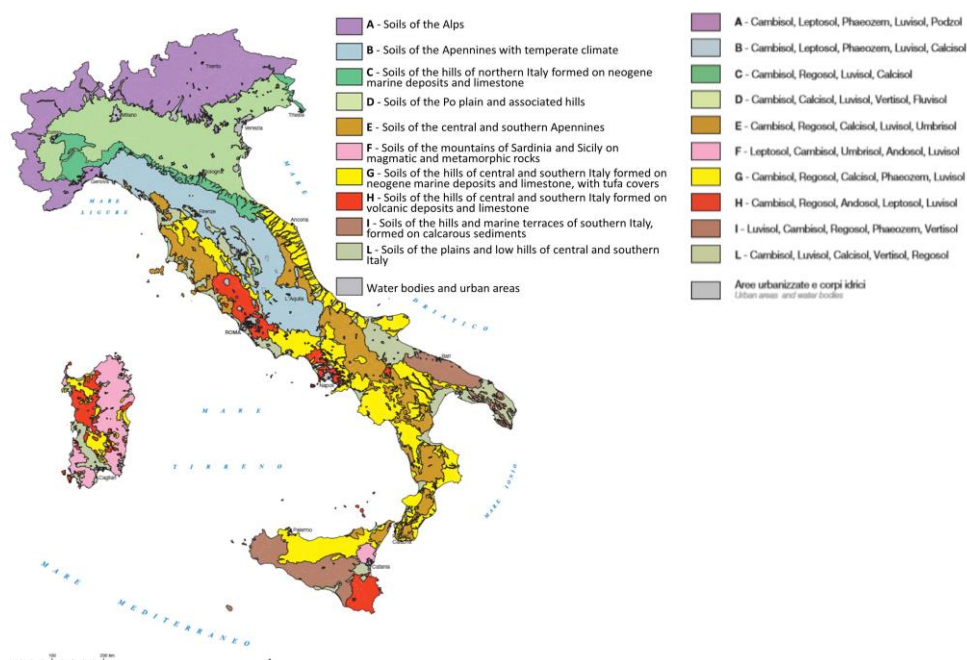 A - Soils of the Alps
B - Soils of the Apennines with temperate climate
C - Soils of the hills of northern Italy formed on neogene
marine deposits and limestone
D - Soils of the Po plain and associated hills
E - Soils of the central and southern Apennines
F - Soils of the mountains of Sardinia and Sicily on
magmatic and metamorphic rocks
G - Soils of the hills of central and southern Italy formed on
neogene marine deposits and limestone, with tufa covers
H - Soils of the hills of central and southern Italy formed on
volcanic deposits and limestone
I - Soils of the hills and marine terraces of southern Italy,
formed on calcarous sediments
L - Soils of the plains and low hills of central and southern
Italy
Water bodies and urban areas
A - Cambisol, Leptosol, Phaeozem, Luvisol, Podzol
B - Cambisol, Leptosol, Phaeozem, Luvisol, Calcisol
C - Cambisol, Regosol, Luvisol, Calcisol
D - Cambisol, Calcisol, Luvisol, Vertisol, Fluvisol
E - Cambisol, Regosol, Calcisol, Luvisol, Umbrisol
F - Leptosol, Cambisol, Umbrisol, Andosol, Luvisol
G - Cambisol, Regosol, Calcisol, Phaeozem, Luvisol
H - Cambisol, Regosol, Andosol, Leptosol, Luvisol
I - Luvisol, Cambisol, Regosol, Phaeozem, Vertisol
L - Cambisol, Luvisol, Calcisol, Vertisol, Regosol
Aree urbanizzate e corpi idrici
Urban areas and water bodies
Trento
Milano
Venezia
Trieste
Bologna
Genova
MARE
LIGURE
MARE
Firenze
Ancona
L'Aquila
ROMA
DRIATICO
Bari
Napoli
MARE
TIRRENO
Cagliari
MARE IONIO
Palermo
Catania
MARE
MEDITERRANEO
100 200 km